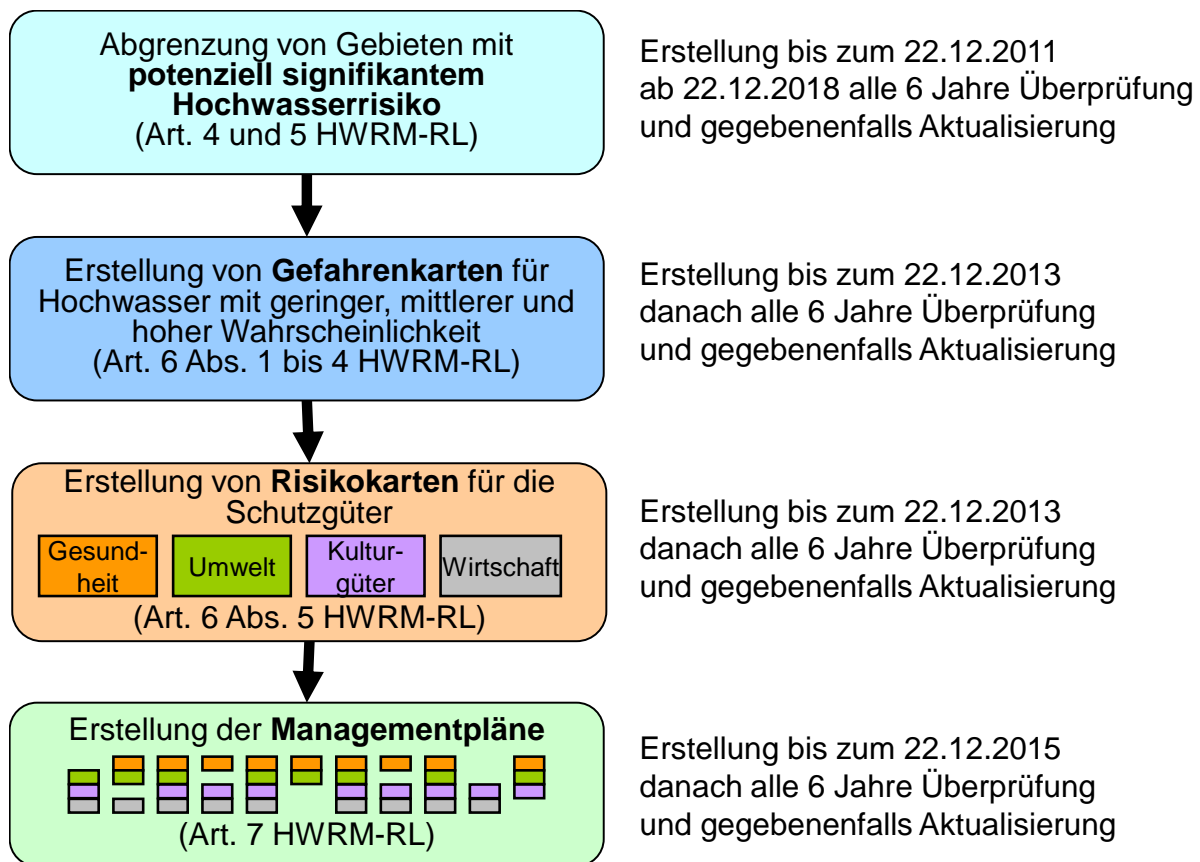 Abgrenzung von Gebieten mit
potenziell signifikantem
Hochwasserrisiko
(Art. 4 und 5 HWRM-RL)
Erstellung bis zum 22.12.2011
ab 22.12.2018 alle 6 Jahre Überprüfung
und gegebenenfalls Aktualisierung
Erstellung von Gefahrenkarten für
Hochwasser mit geringer, mittlerer und
hoher Wahrscheinlichkeit
(Art. 6 Abs. 1 bis 4 HWRM-RL)
Erstellung bis zum 22.12.2013
danach alle 6 Jahre Überprüfung
und gegebenenfalls Aktualisierung
Erstellung von Risikokarten für die
Schutzgüter
Gesund-
heit
Umwelt
Kultur-
güter
Wirtschaft
(Art. 6 Abs. 5 HWRM-RL)
Erstellung bis zum 22.12.2013
danach alle 6 Jahre Überprüfung
und gegebenenfalls Aktualisierung
Erstellung der Managementpläne
(Art. 7 HWRM-RL)
Erstellung bis zum 22.12.2015
danach alle 6 Jahre Überprüfung
und gegebenenfalls Aktualisierung